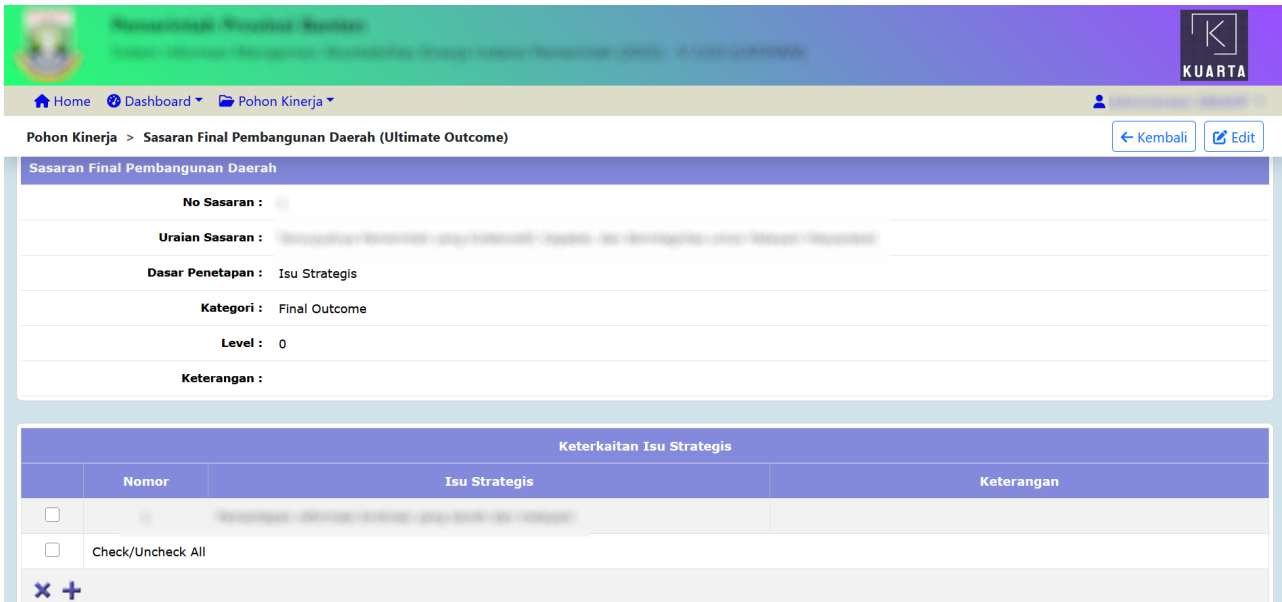 KUARTA
Home Dashboard Pohon Kinerja
Pohon Kinerja > Sasaran Final Pembangunan Daerah (Ultimate Outcome) Kembali Edit
Sasaran Final Pembangunan Daerah
No Sasaran :
Uraian Sasaran :
Dasar Penetapan : Isu Strategis
Kategori : Final Outcome
Level : 0
Keterangan :
Keterkaitan Isu Strategis
Nomor Isu Strategis Keterangan
Check/Uncheck All